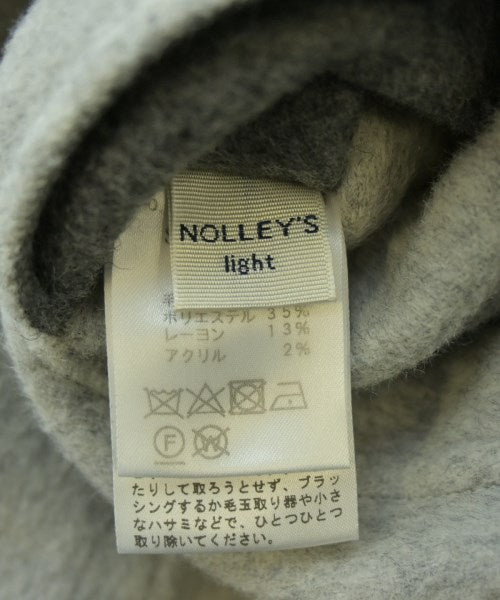 NOLLEY'S
light
毛
ポリエステル 35%
レーヨン 13%
アクリル 2%
F
W
たりして取ろうとせず、ブラッ
シングするか毛玉取り器や小さ
なハサミなどで、ひとつひとつ
取り除いてください。